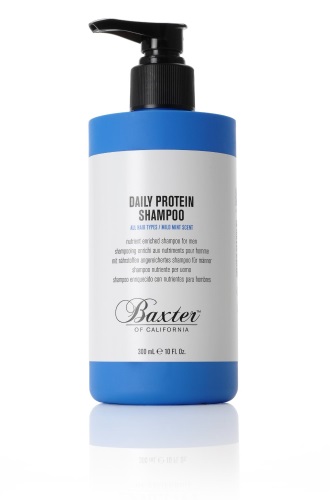 DAILY PROTEIN
SHAMPOO
ALL HAIR TYPES / MILD MINT SCENT
nutrient enriched shampoo for men
shampooing enrichi aux nutriments pour homme
mit nährstoffen angereichertes shampoo für männer
shampoo nutriente per uomo
shampoo enriquecido con nutrientes para hombres
Baxter™
OF CALIFORNIA
300 mL ℮ 10 Fl. Oz.